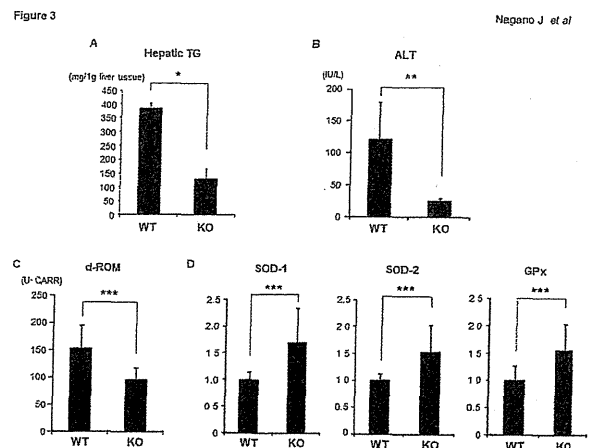 Figure 3
Nagano J et al
A
Hepatic TG
(mg/1g liver tissue)
*
450
400
350
300
250
200
150
100
50
0
WT KO
B
ALT
(IU/L)
**
200
150
100
50
0
WT KO
C
d-ROM
(U· CARR)
***
250
200
150
100
50
0
WT KO
D
SOD-1
***
2.5
2.0
1.5
1.0
0.5
0
WT KO
SOD-2
***
2.5
2.0
1.5
1.0
0.5
0
WT KO
GPx
***
2.5
2
1.5
1
0.5
0
WT KO